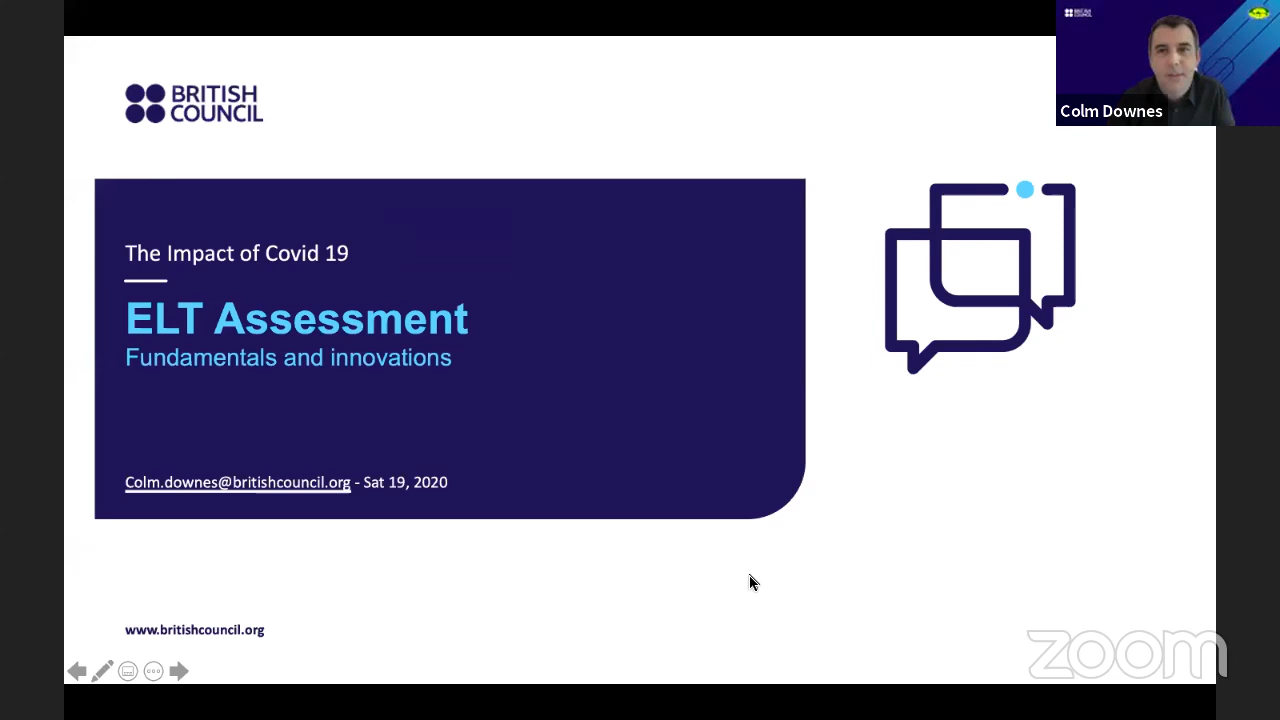 BRITISH
COUNCIL
Colm Downes
The Impact of Covid 19
ELT Assessment
Fundamentals and innovations
Colm.downes@britishcouncil.org - Sat 19, 2020
www.britishcouncil.org
zoom